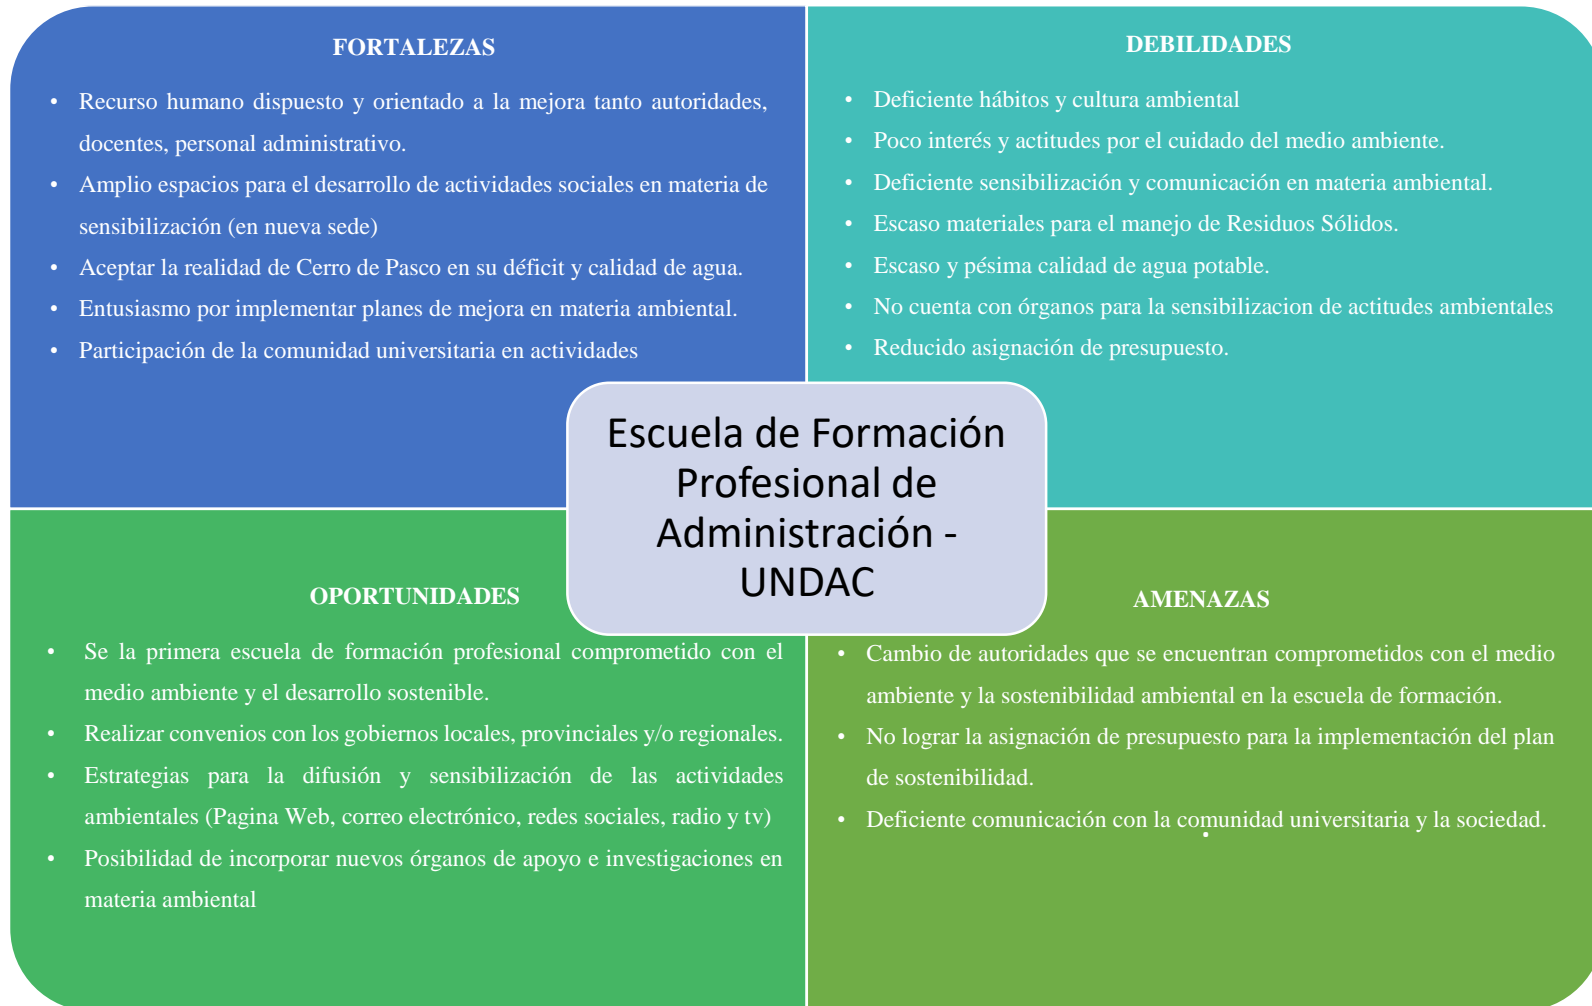 FORTALEZAS
• Recurso humano dispuesto y orientado a la mejora tanto autoridades,
docentes, personal administrativo.
• Amplio espacios para el desarrollo de actividades sociales en materia de
sensibilización (en nueva sede)
• Aceptar la realidad de Cerro de Pasco en su déficit y calidad de agua.
• Entusiasmo por implementar planes de mejora en materia ambiental.
• Participación de la comunidad universitaria en actividades
DEBILIDADES
• Deficiente hábitos y cultura ambiental
• Poco interés y actitudes por el cuidado del medio ambiente.
• Deficiente sensibilización y comunicación en materia ambiental.
• Escaso materiales para el manejo de Residuos Sólidos.
• Escaso y pésima calidad de agua potable.
• No cuenta con órganos para la sensibilizacion de actitudes ambientales
• Reducido asignación de presupuesto.
Escuela de Formación
Profesional de
Administración -
UNDAC
OPORTUNIDADES
• Se la primera escuela de formación profesional comprometido con el
medio ambiente y el desarrollo sostenible.
• Realizar convenios con los gobiernos locales, provinciales y/o regionales.
• Estrategias para la difusión y sensibilización de las actividades
ambientales (Pagina Web, correo electrónico, redes sociales, radio y tv)
• Posibilidad de incorporar nuevos órganos de apoyo e investigaciones en
materia ambiental
AMENAZAS
• Cambio de autoridades que se encuentran comprometidos con el medio
ambiente y la sostenibilidad ambiental en la escuela de formación.
• No lograr la asignación de presupuesto para la implementación del plan
de sostenibilidad.
• Deficiente comunicación con la comunidad universitaria y la sociedad.
•